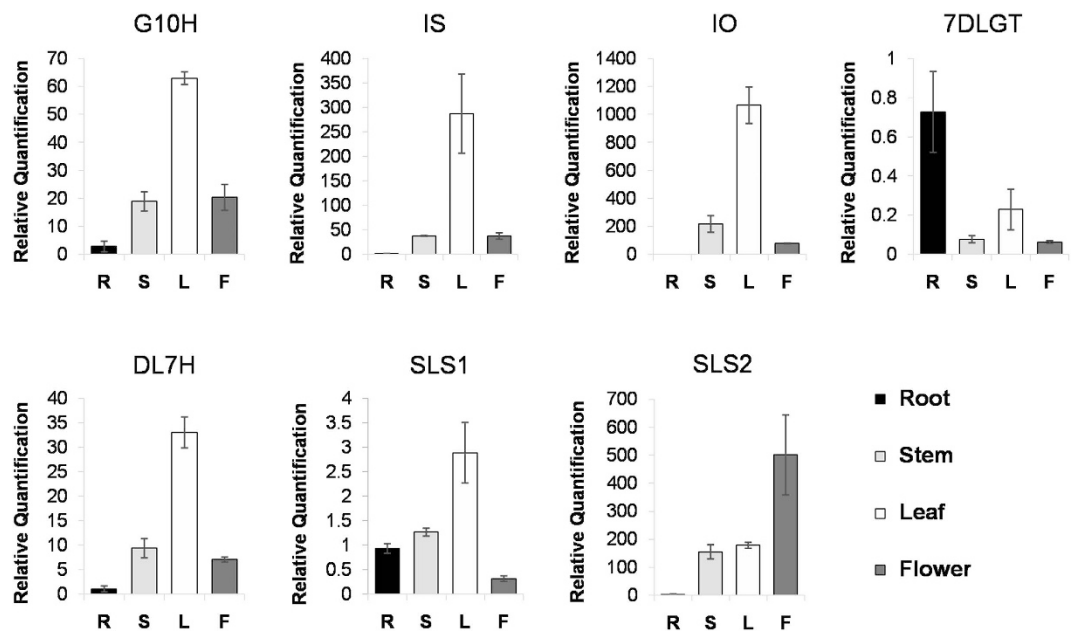 G10H
IS
IO
7DLGT
Relative Quantification
70
60
50
40
30
20
10
0
R S L F
Relative Quantification
400
350
300
250
200
150
100
50
0
R S L F
Relative Quantification
1400
1200
1000
800
600
400
200
0
R S L F
Relative Quantification
1
0.8
0.6
0.4
0.2
0
R S L F
DL7H
SLS1
SLS2
Relative Quantification
40
35
30
25
20
15
10
5
0
R S L F
Relative Quantification
4
3.5
3
2.5
2
1.5
1
0.5
0
R S L F
Relative Quantification
700
600
500
400
300
200
100
0
R S L F
Root
Stem
Leaf
Flower